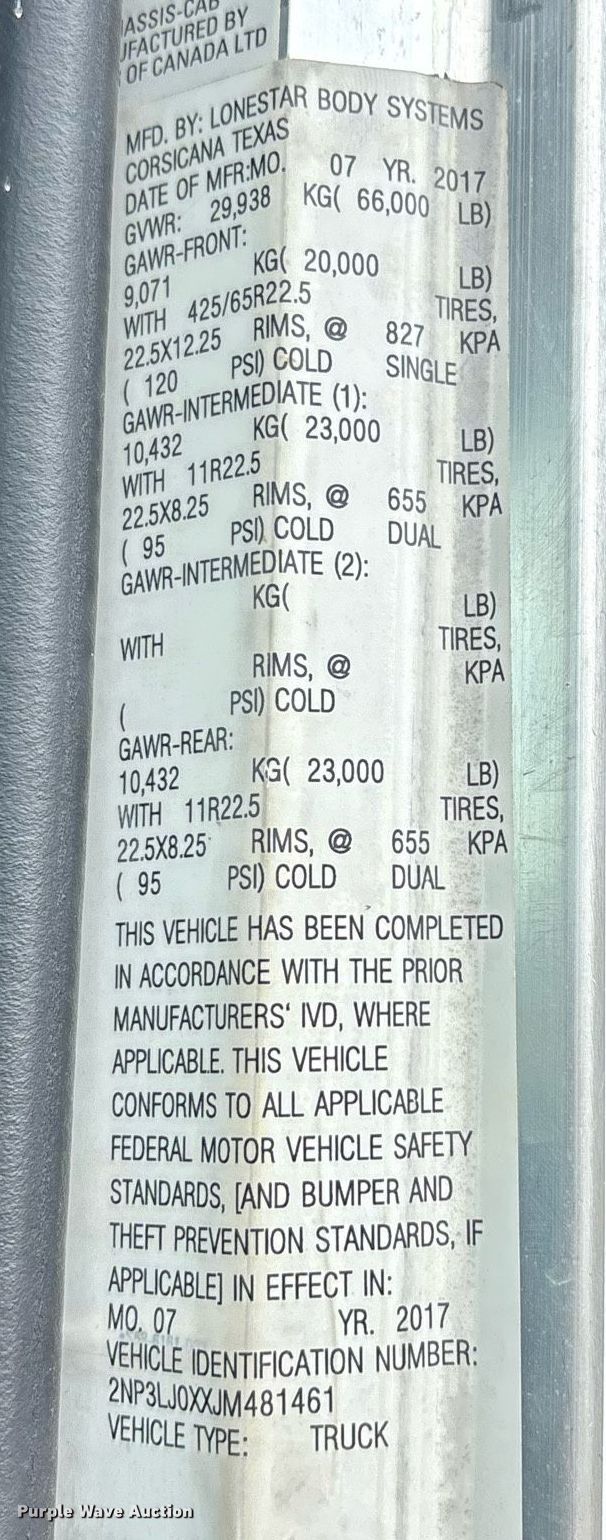 ASSIS-CAB
UFACTURED BY
OF CANADA LTD
MFD. BY: LONESTAR BODY SYSTEMS
CORSICANA TEXAS
DATE OF MFR:MO. 07 YR. 2017
GVWR: 29,938 KG( 66,000 LB)
GAWR-FRONT:
9,071 KG( 20,000 LB)
WITH 425/65R22.5 TIRES,
22.5X12.25 RIMS, @ 827 KPA
( 120 PSI) COLD SINGLE
GAWR-INTERMEDIATE (1):
10,432 KG( 23,000 LB)
WITH 11R22.5 TIRES,
22.5X8.25 RIMS, @ 655 KPA
( 95 PSI) COLD DUAL
GAWR-INTERMEDIATE (2):
KG( LB)
WITH TIRES,
RIMS, @ KPA
( PSI) COLD
GAWR-REAR:
10,432 KG( 23,000 LB)
WITH 11R22.5 TIRES,
22.5X8.25 RIMS, @ 655 KPA
( 95 PSI) COLD DUAL
THIS VEHICLE HAS BEEN COMPLETED
IN ACCORDANCE WITH THE PRIOR
MANUFACTURERS' IVD, WHERE
APPLICABLE. THIS VEHICLE
CONFORMS TO ALL APPLICABLE
FEDERAL MOTOR VEHICLE SAFETY
STANDARDS, [AND BUMPER AND
THEFT PREVENTION STANDARDS, IF
APPLICABLE] IN EFFECT IN:
MO. 07 YR. 2017
VEHICLE IDENTIFICATION NUMBER:
2NP3LJ0XXJM481461
VEHICLE TYPE: TRUCK
Purple Wave Auction